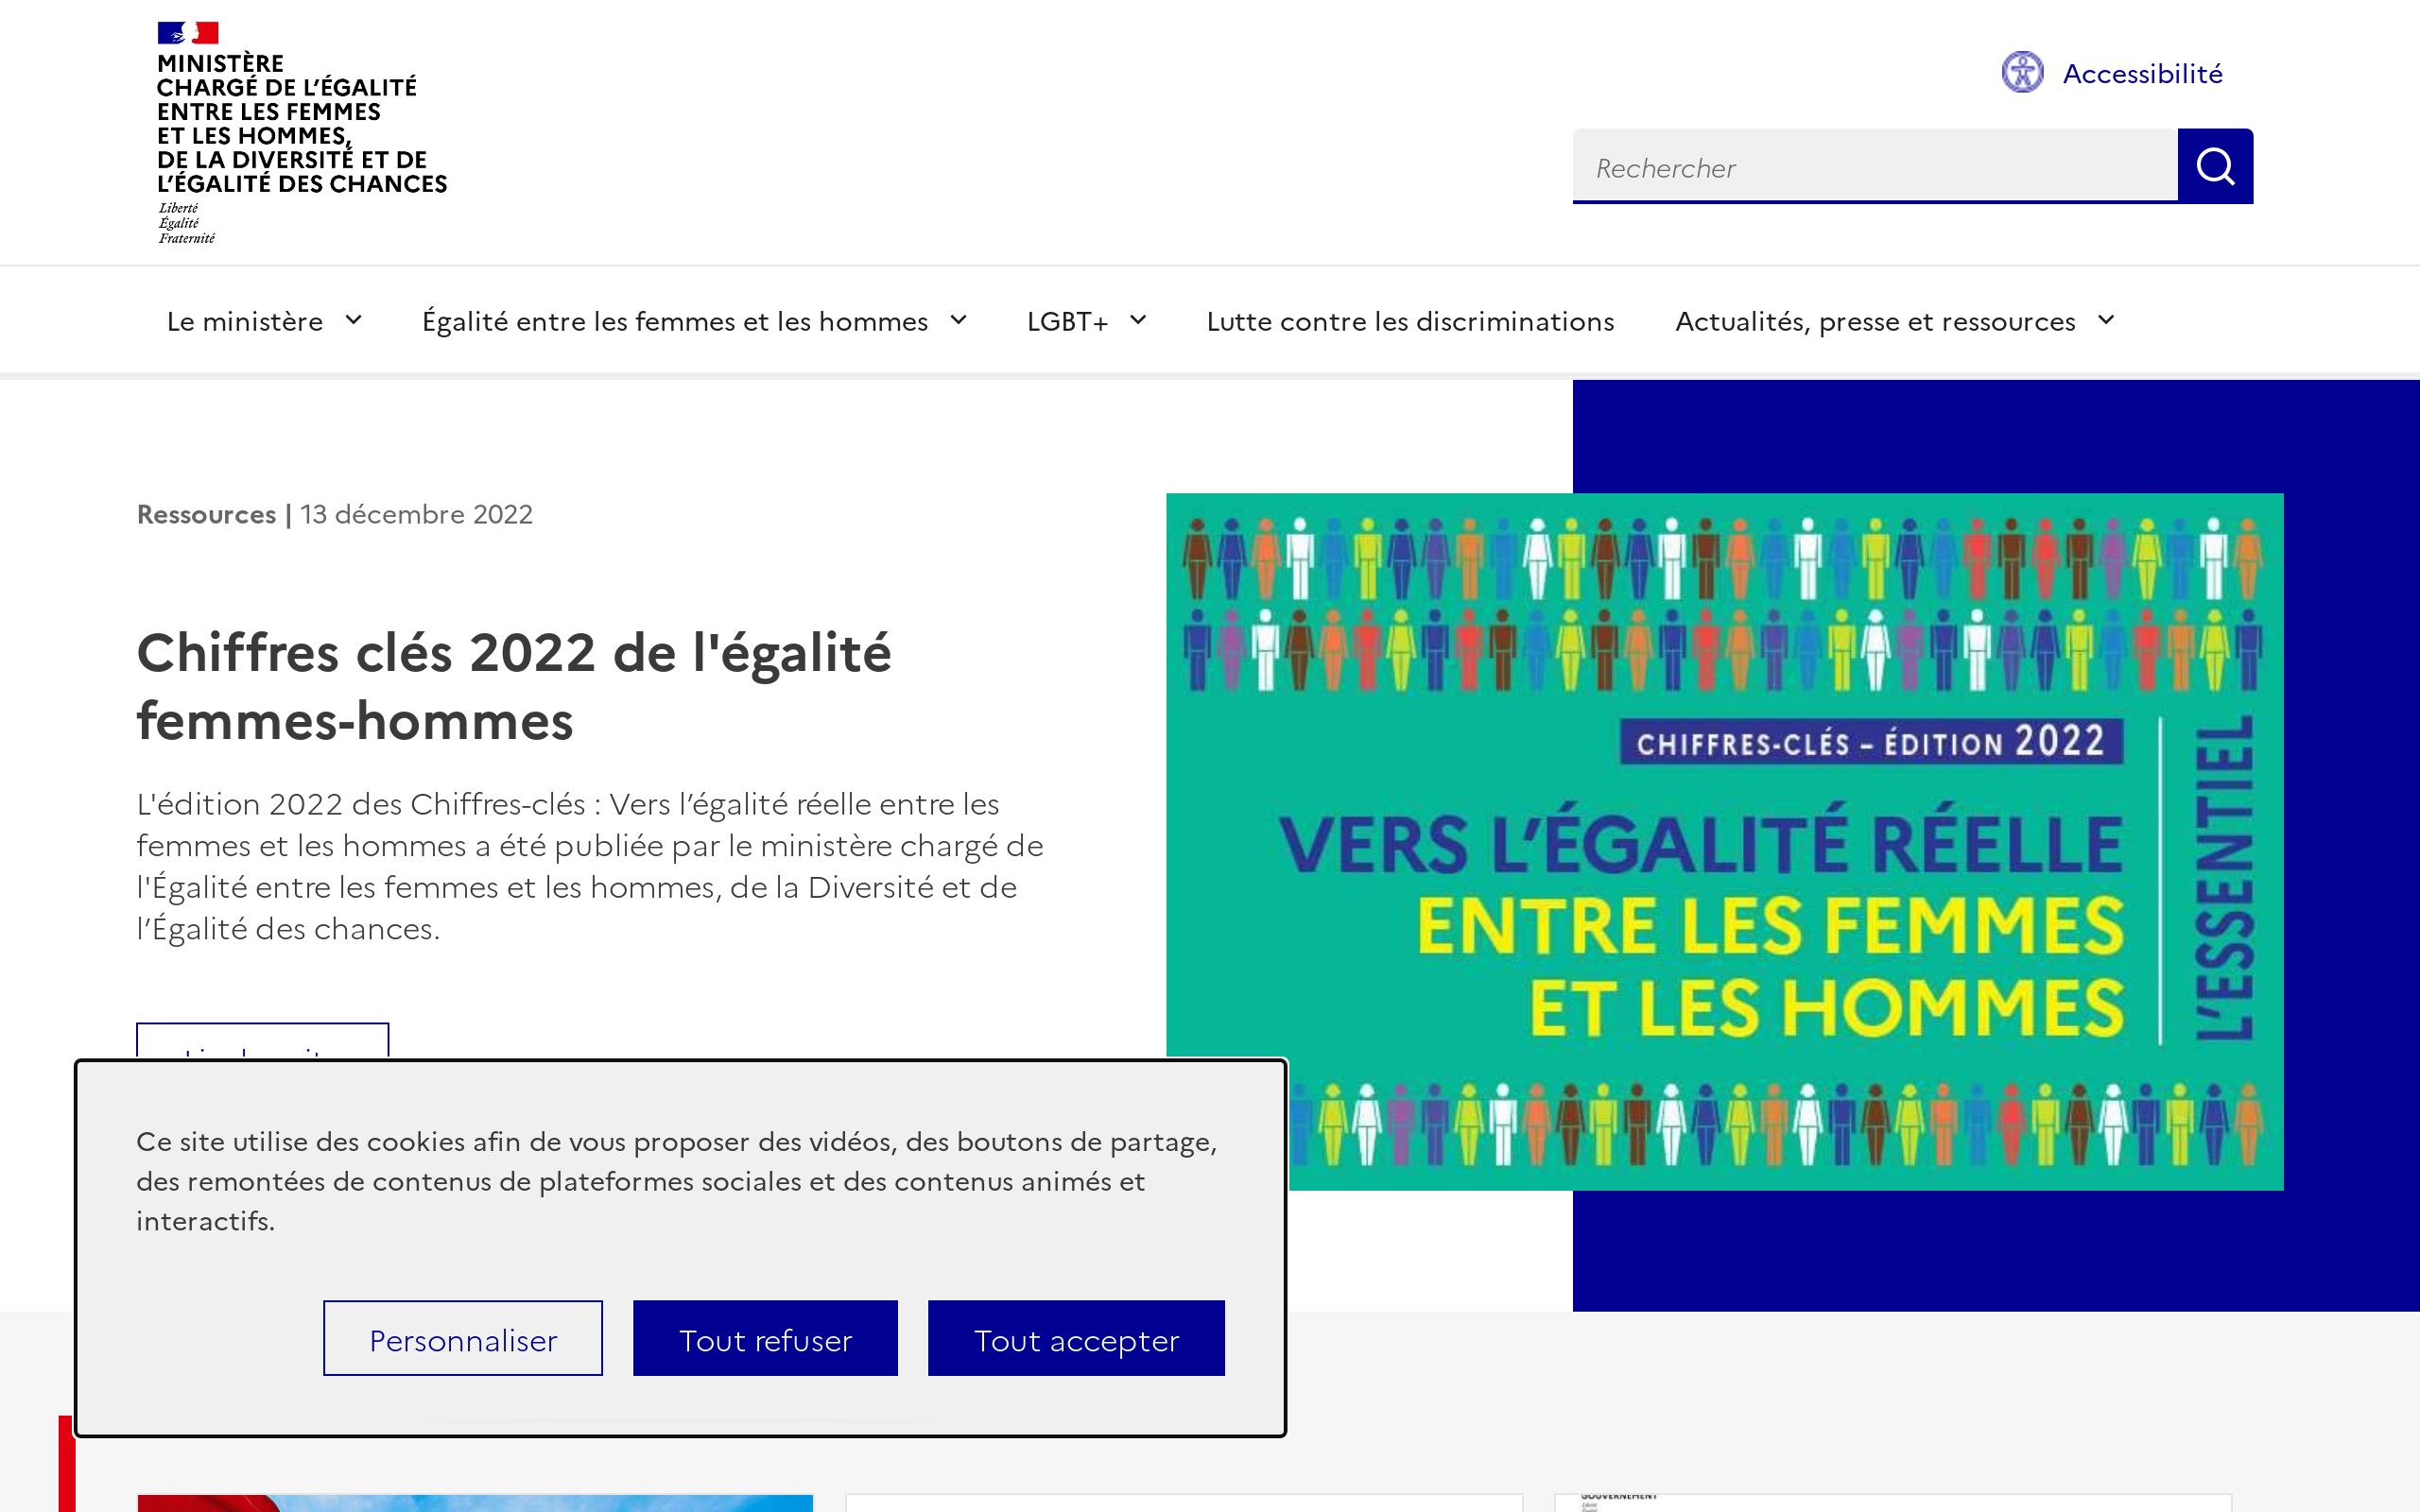 MINISTÈRE
CHARGÉ DE L'ÉGALITÉ
ENTRE LES FEMMES
ET LES HOMMES,
DE LA DIVERSITÉ ET DE
L'ÉGALITÉ DES CHANCES
Liberté
Égalité
Fraternité
Accessibilité
Rechercher
Le ministère
Égalité entre les femmes et les hommes
LGBT+
Lutte contre les discriminations
Actualités, presse et ressources
Ressources | 13 décembre 2022
Chiffres clés 2022 de l'égalité
femmes-hommes
L'édition 2022 des Chiffres-clés : Vers l’égalité réelle entre les
femmes et les hommes a été publiée par le ministère chargé de
l'Égalité entre les femmes et les hommes, de la Diversité et de
l’Égalité des chances.
CHIFFRES-CLÉS – ÉDITION 2022
VERS L’ÉGALITÉ RÉELLE
ENTRE LES FEMMES
ET LES HOMMES
L’ESSENTIEL
Ce site utilise des cookies afin de vous proposer des vidéos, des boutons de partage,
des remontées de contenus de plateformes sociales et des contenus animés et
interactifs.
Personnaliser
Tout refuser
Tout accepter
GOUVERNEMENT